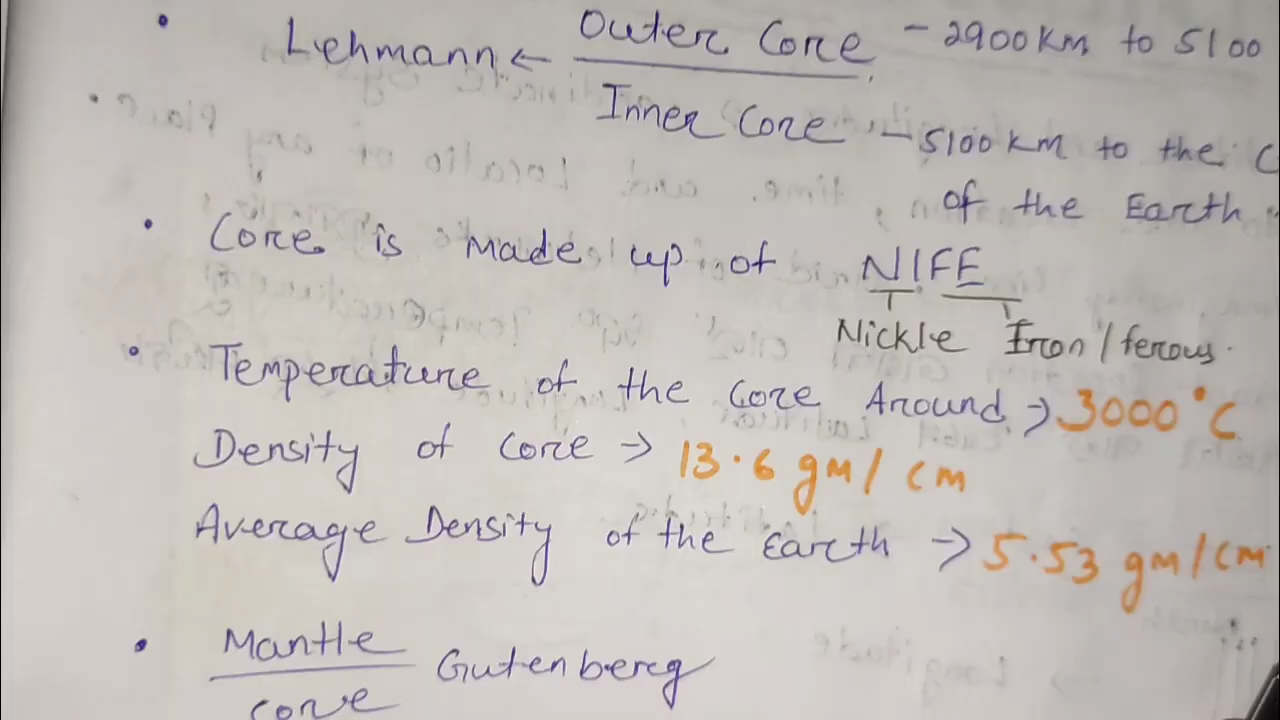 Outer Core - 2900 km to 5100
Lehmann ←
Inner Core - 5100 km to the C
of the Earth
Core is Made up of NIFE
Nickle Iron / ferous.
Temperature of the Core Around → 3000°C
Density of Core → 13.6 gm / cm
Average Density of the Earth → 5.53 gm / cm
Mantle
Gutenberg
core